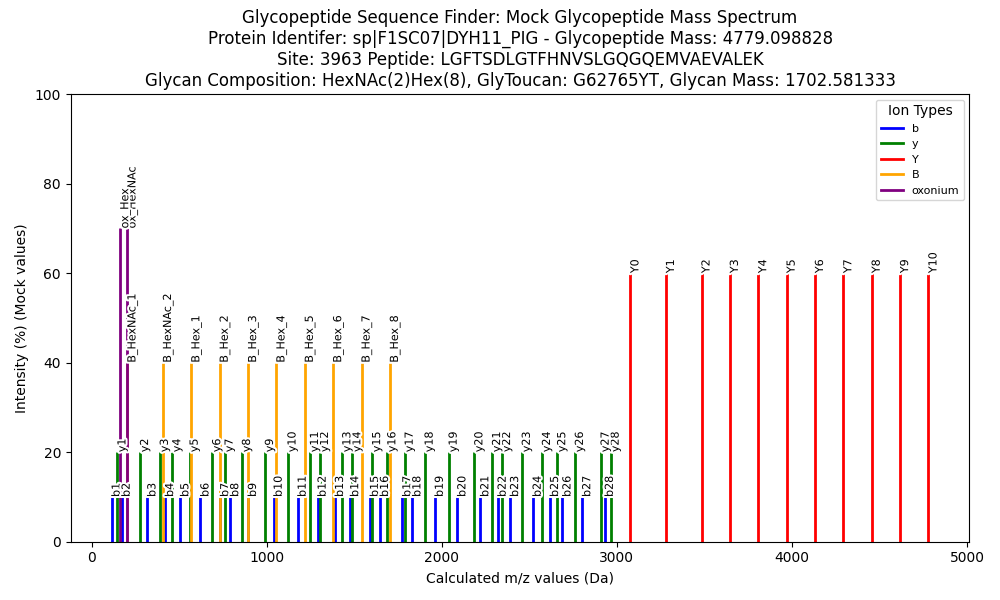 Glycopeptide Sequence Finder: Mock Glycopeptide Mass Spectrum
Protein Identifer: sp|F1SC07|DYH11_PIG - Glycopeptide Mass: 4779.098828
Site: 3963 Peptide: LGFTSDLGTFHNVSLGQGQEMVAEVALEK
Glycan Composition: HexNAc(2)Hex(8), GlyToucan: G62765YT, Glycan Mass: 1702.581333
Intensity (%) (Mock values)
100
80
60
40
20
0
Ion Types
b
y
Y
B
oxonium
ox_Hex
ox_HexNAc
B_HexNAc_1
B_HexNAc_2
B_Hex_1
B_Hex_2
B_Hex_3
B_Hex_4
B_Hex_5
B_Hex_6
B_Hex_7
B_Hex_8
Y0
Y1
Y2
Y3
Y4
Y5
Y6
Y7
Y8
Y9
Y10
y1
y2
y3
y4
y5
y6
y7
y8
y9
y10
y11
y12
y13
y14
y15
y16
y17
y18
y19
y20
y21
y22
y23
y24
y25
y26
y27
y28
b1
b2
b3
b4
b5
b6
b7
b8
b9
b10
b11
b12
b13
b14
b15
b16
b17
b18
b19
b20
b21
b22
b23
b24
b25
b26
b27
b28
0
1000
2000
3000
4000
5000
Calculated m/z values (Da)